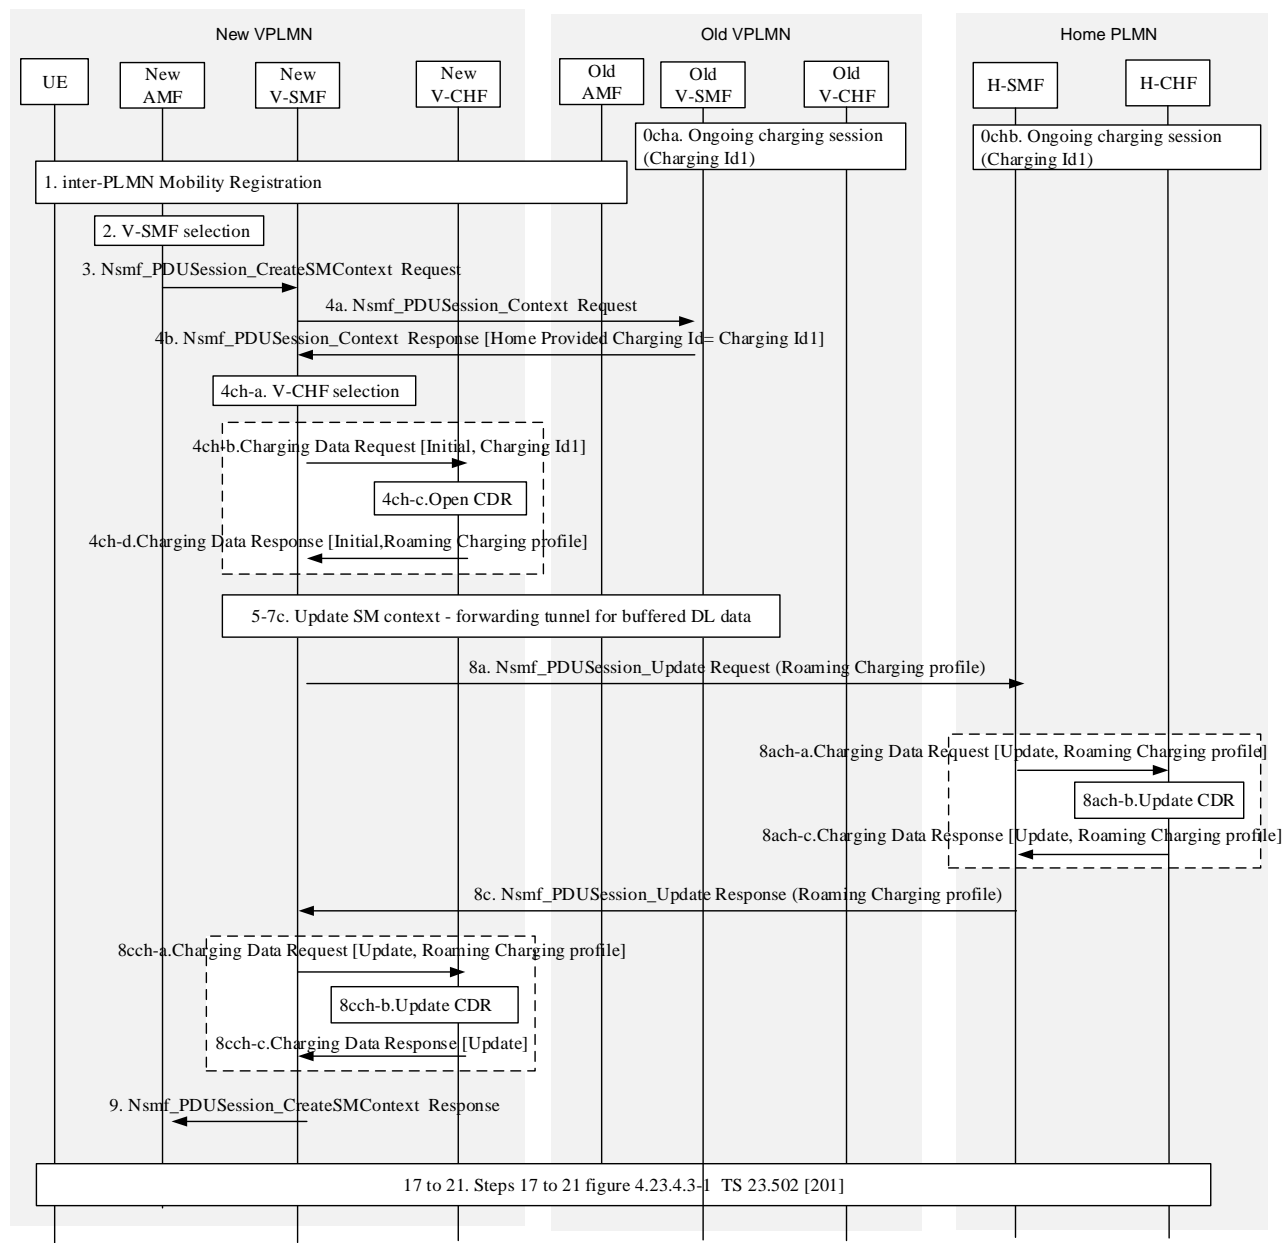 New VPLMN
Old VPLMN
Home PLMN
UE
New
AMF
New
V-SMF
New
V-CHF
Old
AMF
Old
V-SMF
Old
V-CHF
H-SMF
H-CHF
0cha. Ongoing charging session
(Charging Id1)
0chb. Ongoing charging session
(Charging Id1)
1. inter-PLMN Mobility Registration
2. V-SMF selection
3. Nsmf_PDUSession_CreateSMContext Request
4a. Nsmf_PDUSession_Context Request
4b. Nsmf_PDUSession_Context Response [Home Provided Charging Id= Charging Id1]
4ch-a. V-CHF selection
4ch-b.Charging Data Request [Initial, Charging Id1]
4ch-c.Open CDR
4ch-d.Charging Data Response [Initial,Roaming Charging profile]
5-7c. Update SM context - forwarding tunnel for buffered DL data
8a. Nsmf_PDUSession_Update Request (Roaming Charging profile)
8ach-a.Charging Data Request [Update, Roaming Charging profile]
8ach-b.Update CDR
8ach-c.Charging Data Response [Update, Roaming Charging profile]
8c. Nsmf_PDUSession_Update Response (Roaming Charging profile)
8cch-a.Charging Data Request [Update, Roaming Charging profile]
8cch-b.Update CDR
8cch-c.Charging Data Response [Update]
9. Nsmf_PDUSession_CreateSMContext Response
17 to 21. Steps 17 to 21 figure 4.23.4.3-1 TS 23.502 [201]